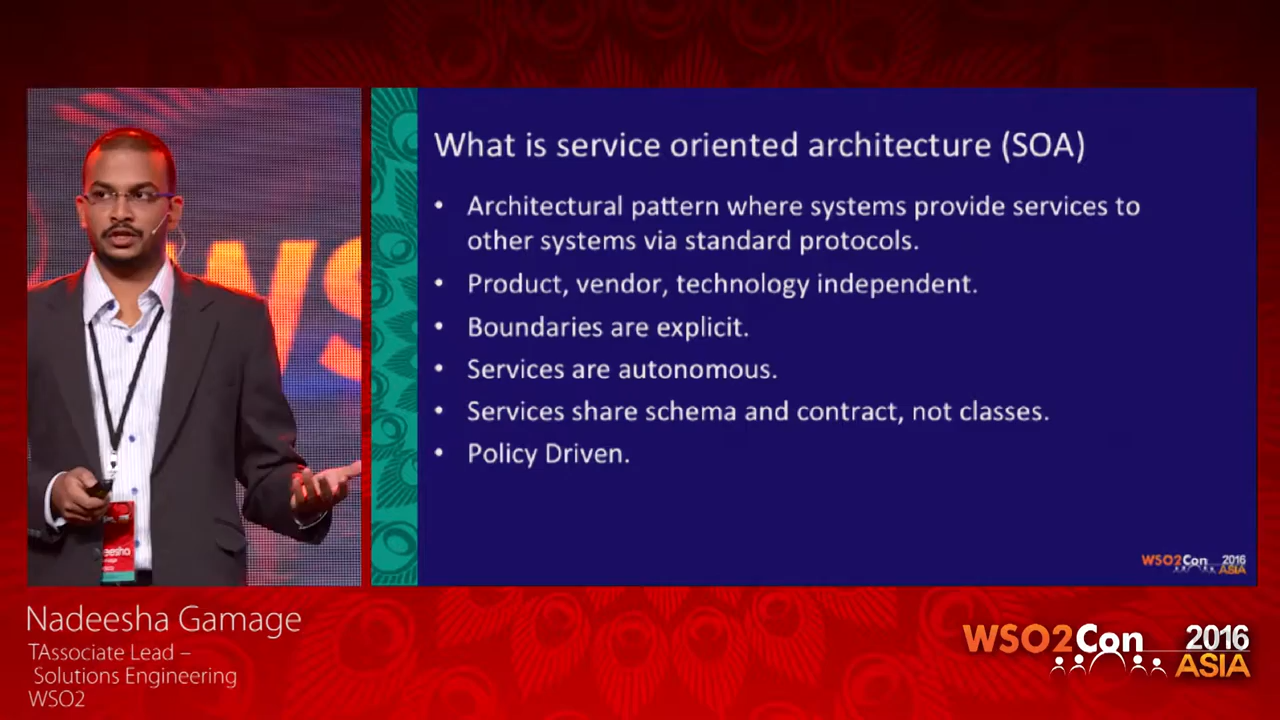 WS
eesha
What is service oriented architecture (SOA)
• Architectural pattern where systems provide services to
other systems via standard protocols.
• Product, vendor, technology independent.
• Boundaries are explicit.
• Services are autonomous.
• Services share schema and contract, not classes.
• Policy Driven.
WSO2Con 2016
ASIA
Nadeesha Gamage
TAssociate Lead –
Solutions Engineering
WSO2
WSO2Con 2016
ASIA